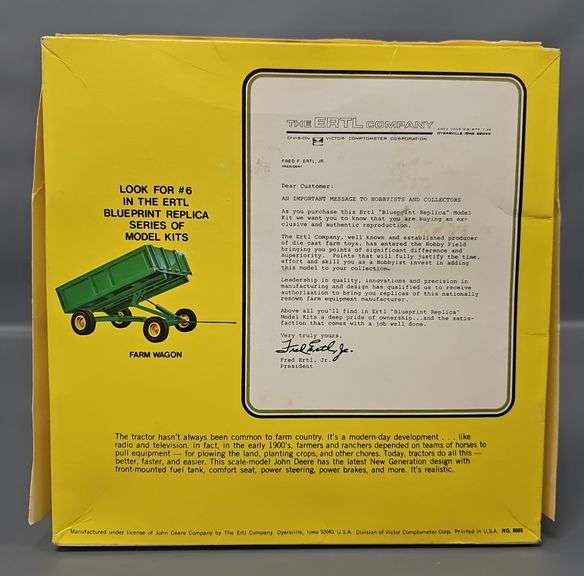 LOOK FOR #6
IN THE ERTL
BLUEPRINT REPLICA
SERIES OF
MODEL KITS
FARM WAGON
THE ERTL COMPANY
DYERSVILLE, IOWA 52040
DIVISION VICTOR COMPTOMETER CORPORATION
FRED F. ERTL, JR.
PRESIDENT
Dear Customer:
AN IMPORTANT MESSAGE TO HOBBYISTS AND COLLECTORS
As you purchase this Ertl "Blueprint Replica" Model
Kit we want you to know that you are buying an ex-
clusive and authentic reproduction.
The Ertl Company, well known and established producer
of die cast farm toys, has entered the Hobby Field
bringing you points of significant difference and
superiority. Points that will fully justify the time,
effort and skill you as a Hobbyist invest in adding
this model to your collection.
Leadership in quality, innovations and precision in
manufacturing and design has qualified us to receive
authorization to bring you replicas of this nationally
renown farm equipment manufacturer.
Above all you'll find in Ertl "Blueprint Replica"
Model Kits a deep pride of ownership...and the satis-
faction that comes with a job well done.
Very truly yours,
Fred Ertl, Jr.
Fred Ertl, Jr.
President
The tractor hasn't always been common to farm country. It's a modern-day development . . . like
radio and television. In fact, in the early 1900's, farmers and ranchers depended on teams of horses to
pull equipment — for plowing the land, planting crops, and other chores. Today, tractors do all this —
better, faster, and easier. This scale-model John Deere has the latest New Generation design with
front-mounted fuel tank, comfort seat, power steering, power brakes, and more. It's realistic.
Manufactured under license of John Deere Company by The Ertl Company, Dyersville, Iowa 52040, U.S.A. Division of Victor Comptometer Corp. Printed in U.S.A. NO. 8005